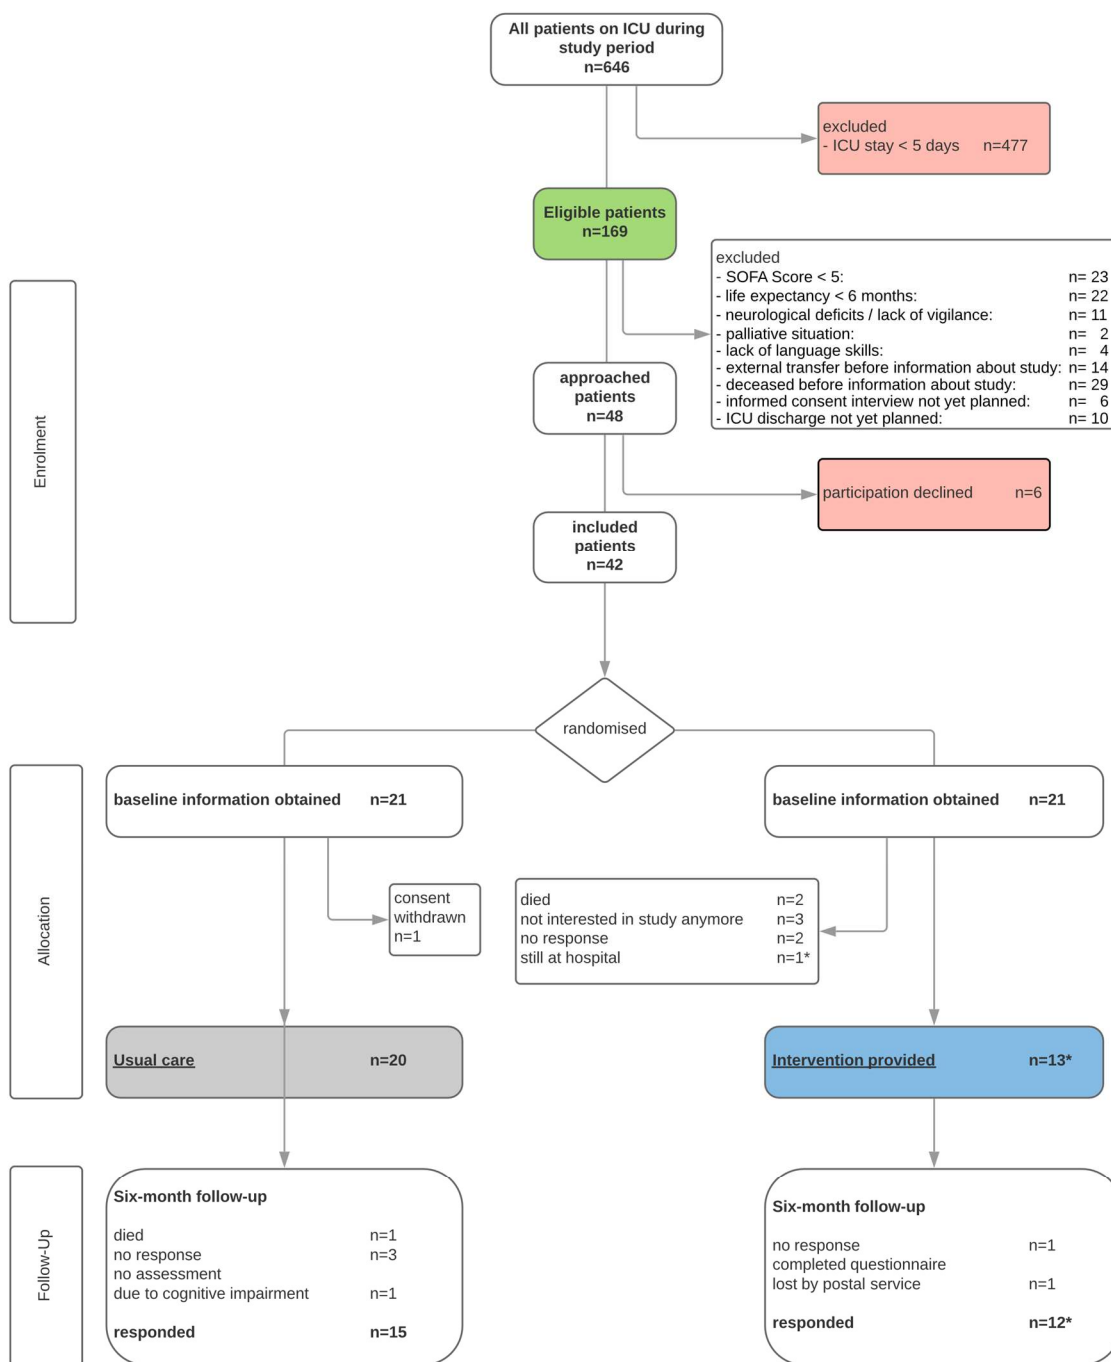 All patients on ICU during
study period
n=646
excluded
- ICU stay < 5 days n=477
Eligible patients
n=169
excluded
- SOFA Score < 5: n= 23
- life expectancy < 6 months: n= 22
- neurological deficits / lack of vigilance: n= 11
- palliative situation: n= 2
- lack of language skills: n= 4
- external transfer before information about study: n= 14
- deceased before information about study: n= 29
- informed consent interview not yet planned: n= 6
- ICU discharge not yet planned: n= 10
Enrolment
approached
patients
n=48
participation declined n=6
included
patients
n=42
randomised
Allocation
baseline information obtained n=21
baseline information obtained n=21
consent
withdrawn
n=1
died n=2
not interested in study anymore n=3
no response n=2
still at hospital n=1*
Usual care n=20
Intervention provided n=13*
Follow-Up
Six-month follow-up
died n=1
no response n=3
no assessment
due to cognitive impairment n=1
responded n=15
Six-month follow-up
no response n=1
completed questionnaire
lost by postal service n=1
responded n=12*